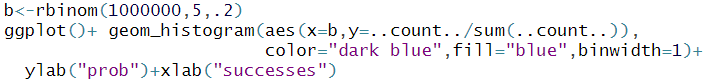 b<-rbinom(1000000,5,.2)
ggplot()+ geom_histogram(aes(x=b,y=..count../sum(..count..)),
color="dark blue",fill="blue",binwidth=1)+
ylab("prob")+xlab("successes")